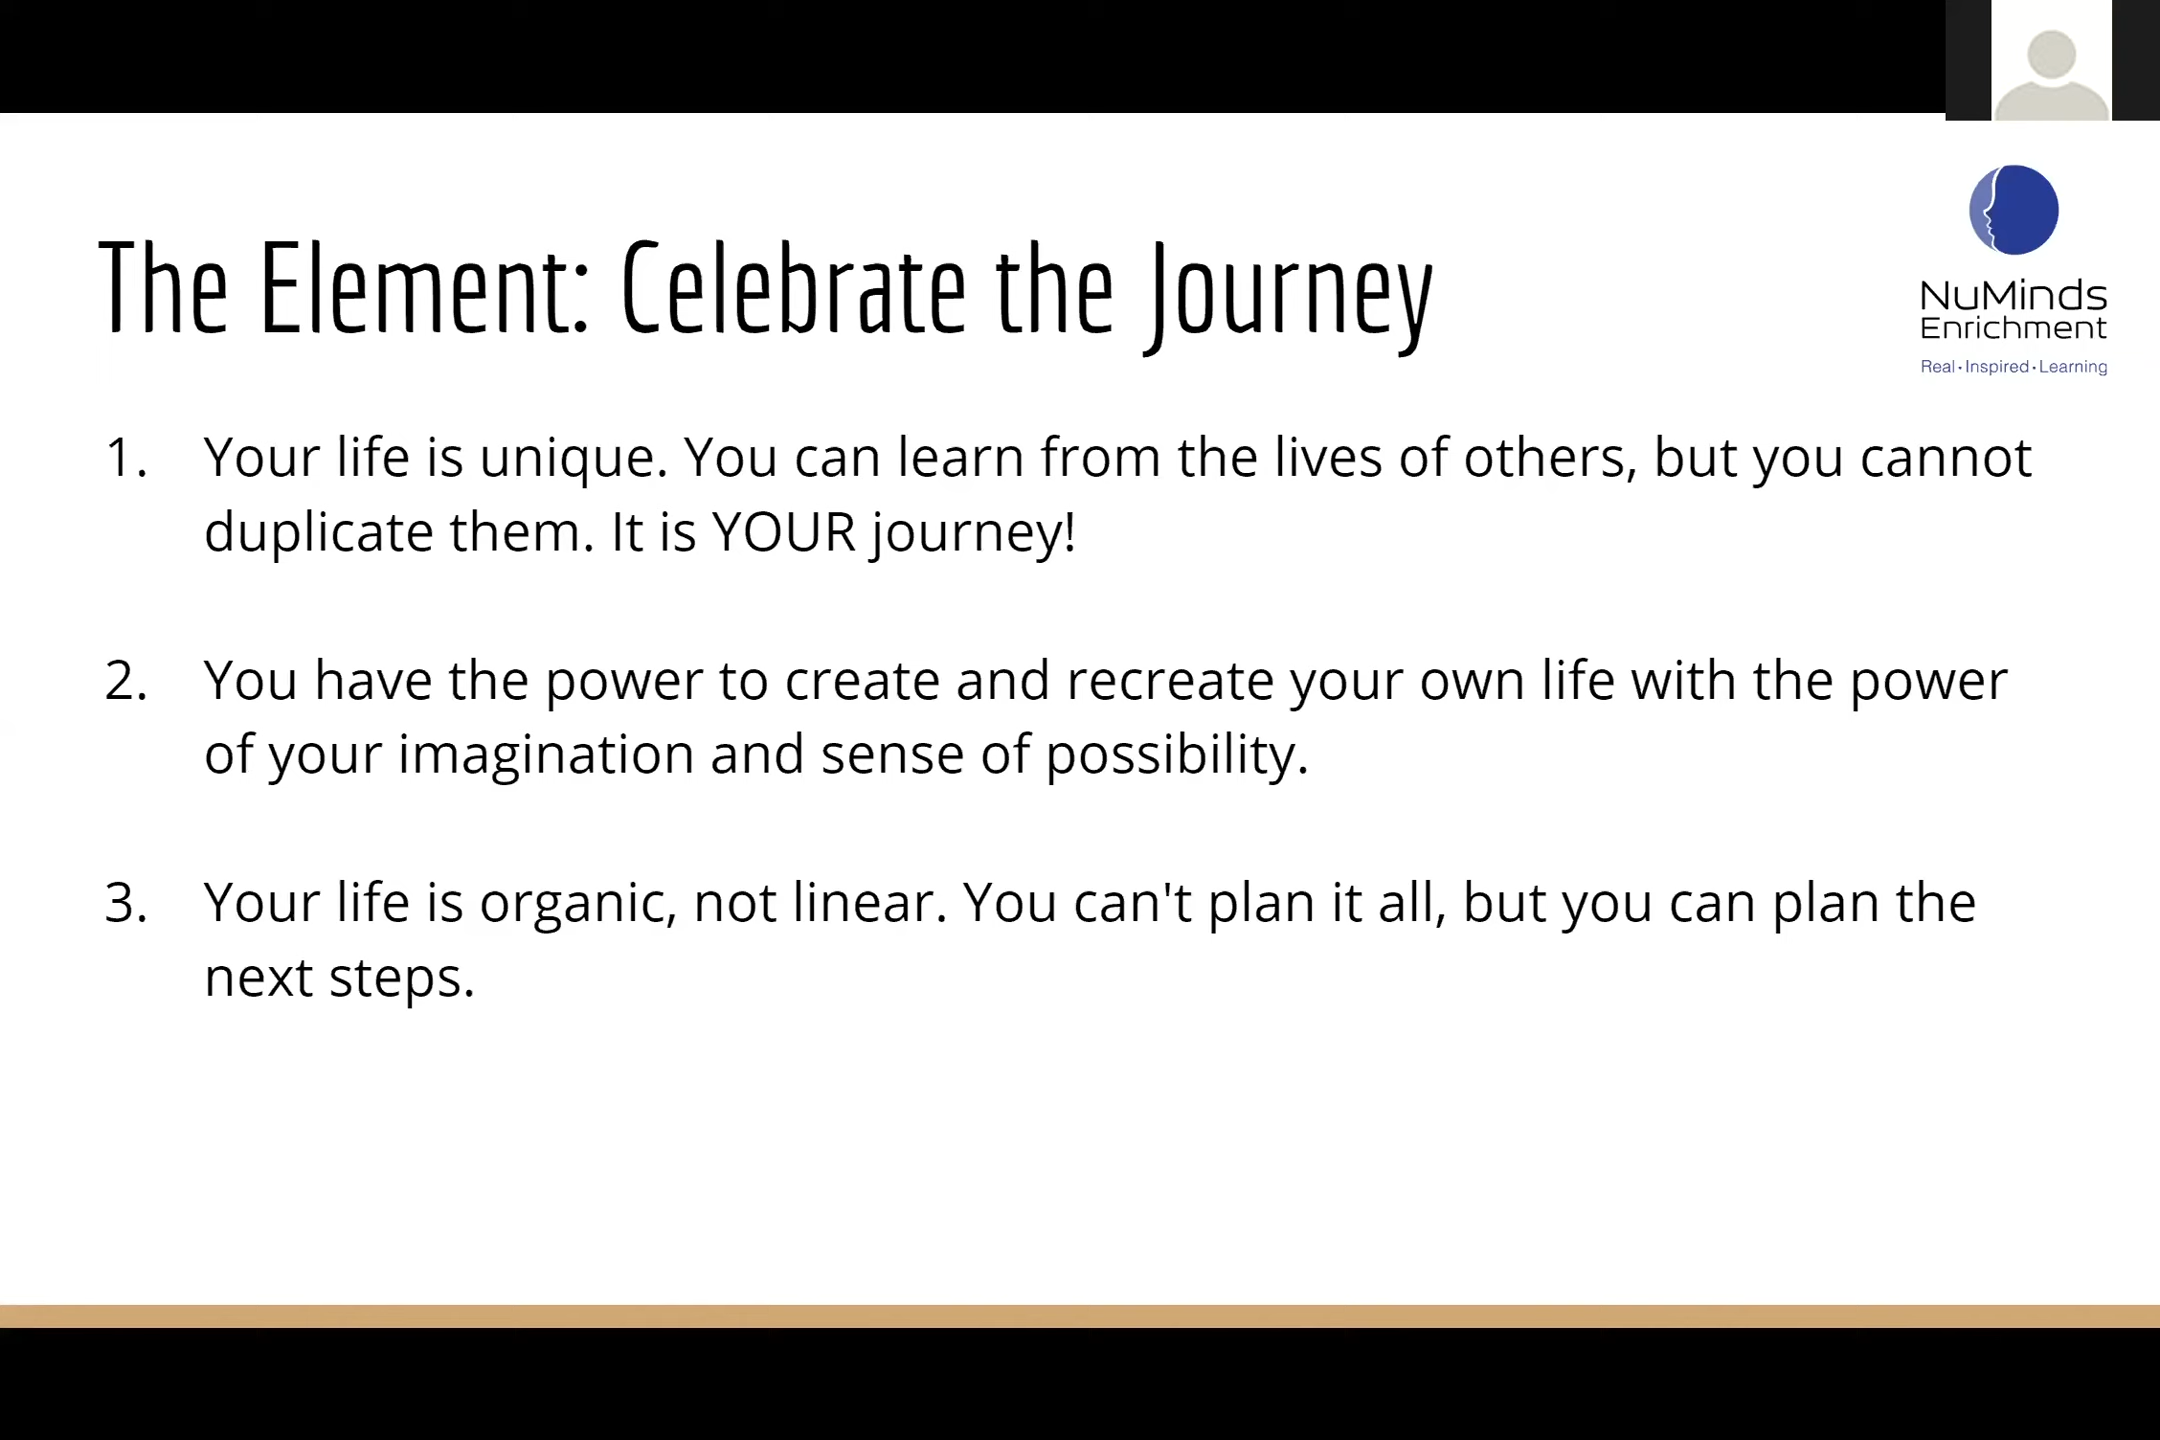 The Element: Celebrate the Journey
NuMinds
Enrichment
Real·Inspired·Learning
1. Your life is unique. You can learn from the lives of others, but you cannot
duplicate them. It is YOUR journey!
2. You have the power to create and recreate your own life with the power
of your imagination and sense of possibility.
3. Your life is organic, not linear. You can't plan it all, but you can plan the
next steps.